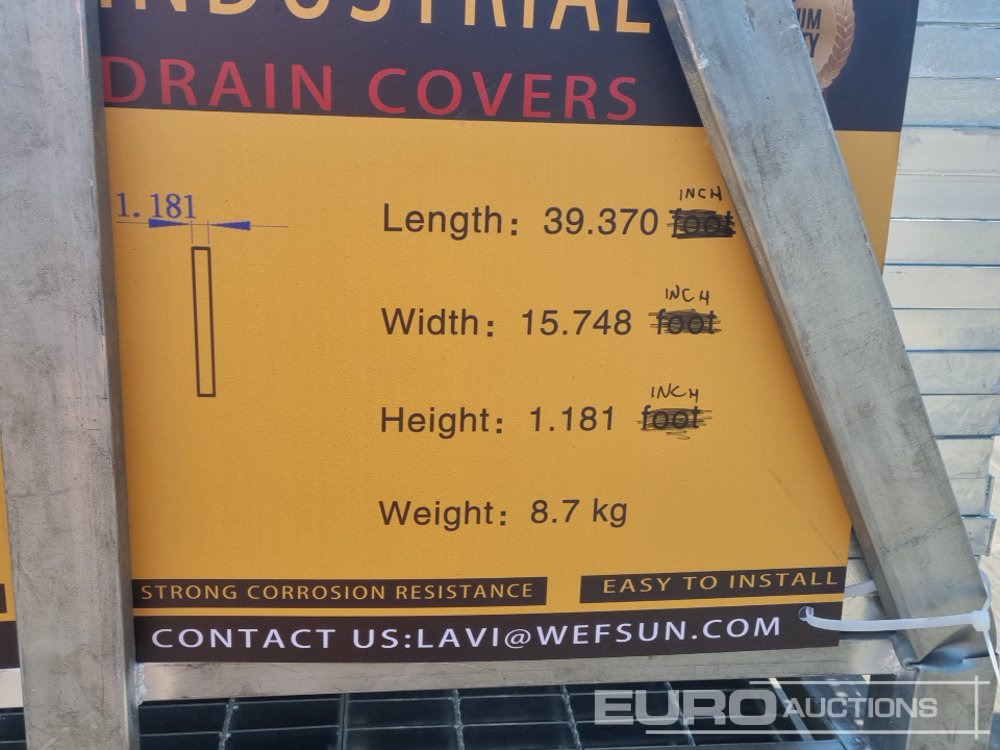 INDUSTRIAL
DRAIN COVERS
1.181
INCH
Length: 39.370 foot
INCH
Width: 15.748 foot
INCH
Height: 1.181 foot
Weight: 8.7 kg
STRONG CORROSION RESISTANCE
EASY TO INSTALL
CONTACT US:LAVI@WEFSUN.COM
EURO AUCTIONS